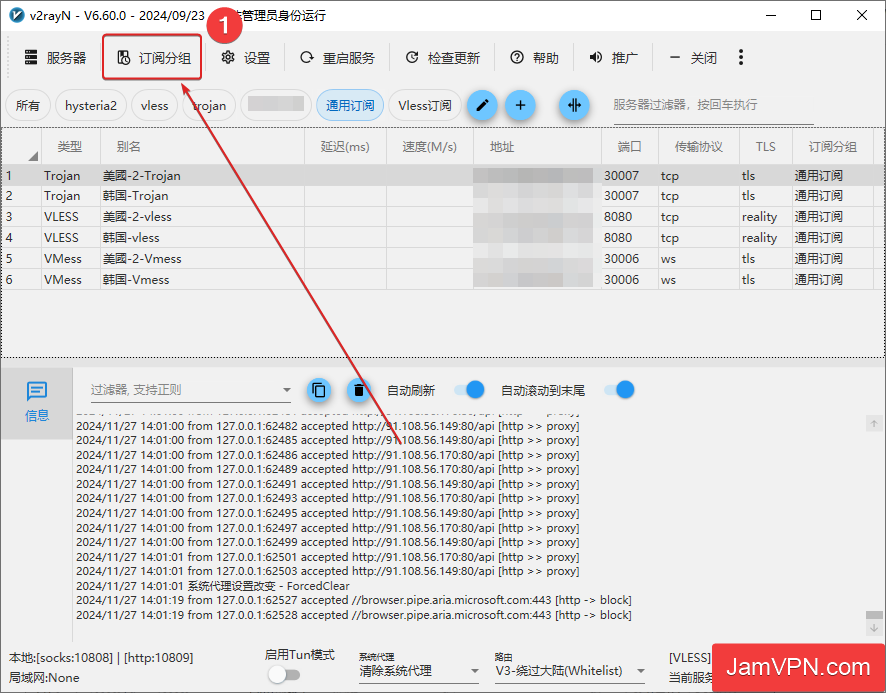 v2rayN - V6.60.0 - 2024/09/23 管理员身份运行
1
服务器 订阅分组 设置 重启服务 检查更新 帮助 推广 关闭
所有 hysteria2 vless trojan 通用订阅 Vless订阅 服务器过滤器，按回车执行
类型 别名 延迟(ms) 速度(M/s) 地址 端口 传输协议 TLS 订阅分组
1 Trojan 美國-2-Trojan 30007 tcp tls 通用订阅
2 Trojan 韩国-Trojan 30007 tcp tls 通用订阅
3 VLESS 美國-2-vless 8080 tcp reality 通用订阅
4 VLESS 韩国-vless 8080 tcp reality 通用订阅
5 VMess 美國-2-Vmess 30006 ws tls 通用订阅
6 VMess 韩国-Vmess 30006 ws tls 通用订阅
信息
过滤器, 支持正则 自动刷新 自动滚动到末尾
2024/11/27 14:01:00 from 127.0.0.1:62482 accepted http://91.108.56.149:80/api [http >> proxy]
2024/11/27 14:01:00 from 127.0.0.1:62485 accepted http://91.108.56.149:80/api [http >> proxy]
2024/11/27 14:01:00 from 127.0.0.1:62486 accepted http://91.108.56.170:80/api [http >> proxy]
2024/11/27 14:01:00 from 127.0.0.1:62489 accepted http://91.108.56.170:80/api [http >> proxy]
2024/11/27 14:01:00 from 127.0.0.1:62491 accepted http://91.108.56.149:80/api [http >> proxy]
2024/11/27 14:01:00 from 127.0.0.1:62493 accepted http://91.108.56.170:80/api [http >> proxy]
2024/11/27 14:01:00 from 127.0.0.1:62495 accepted http://91.108.56.149:80/api [http >> proxy]
2024/11/27 14:01:00 from 127.0.0.1:62497 accepted http://91.108.56.170:80/api [http >> proxy]
2024/11/27 14:01:00 from 127.0.0.1:62499 accepted http://91.108.56.149:80/api [http >> proxy]
2024/11/27 14:01:01 from 127.0.0.1:62501 accepted http://91.108.56.170:80/api [http >> proxy]
2024/11/27 14:01:01 from 127.0.0.1:62503 accepted http://91.108.56.149:80/api [http >> proxy]
2024/11/27 14:01:01 系统代理设置改变 - ForcedClear
2024/11/27 14:01:19 from 127.0.0.1:62527 accepted //browser.pipe.aria.microsoft.com:443 [http -> block]
2024/11/27 14:01:19 from 127.0.0.1:62528 accepted //browser.pipe.aria.microsoft.com:443 [http -> block]
本地:[socks:10808] | [http:10809]
局域网:None
启用Tun模式
系统代理
清除系统代理
路由
V3-绕过大陆(Whitelist)
[VLESS]
当前服务
JamVPN.com